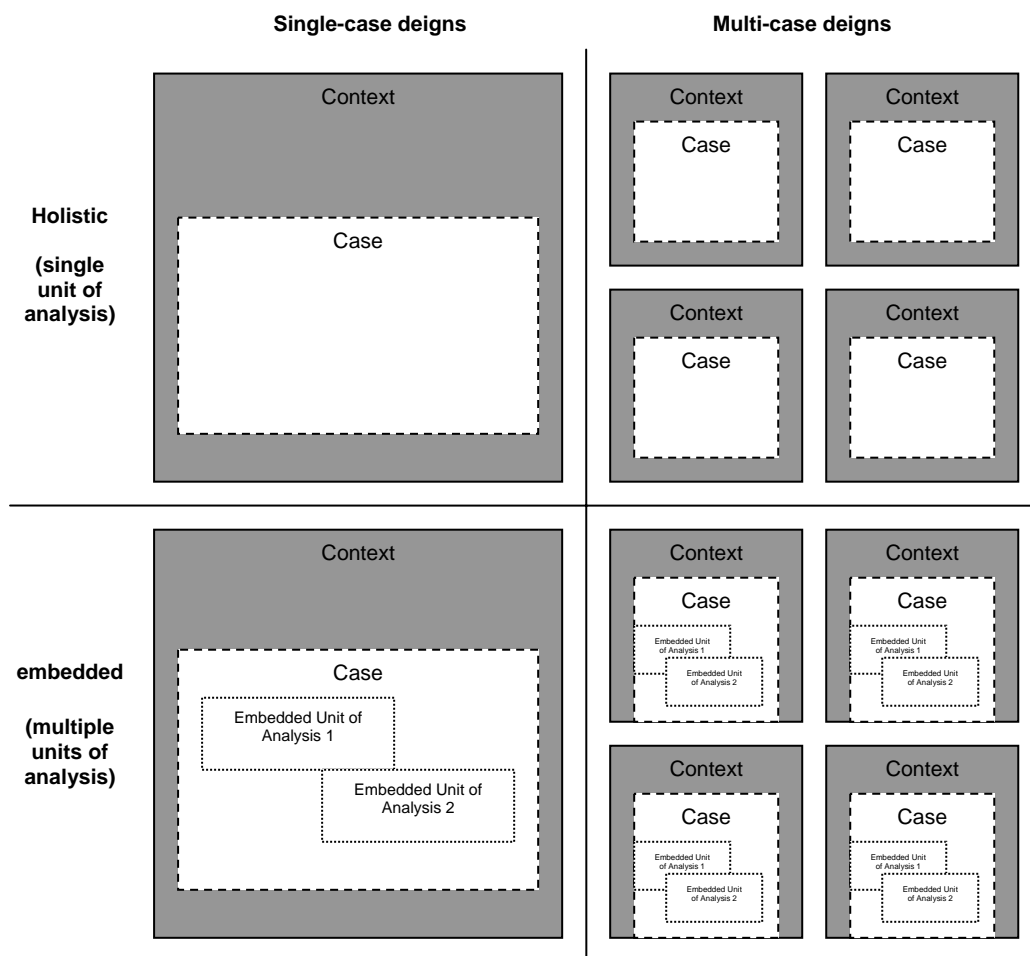 Single-case deigns
Multi-case deigns
Holistic
(single
unit of
analysis)
Context
Case
Context
Case
Context
Case
Context
Case
Context
Case
embedded
(multiple
units of
analysis)
Context
Case
Embedded Unit of
Analysis 1
Embedded Unit of
Analysis 2
Context
Case
Embedded Unit
of Analysis 1
Embedded Unit
of Analysis 2
Context
Case
Embedded Unit
of Analysis 1
Embedded Unit
of Analysis 2
Context
Case
Embedded Unit
of Analysis 1
Embedded Unit
of Analysis 2
Context
Case
Embedded Unit
of Analysis 1
Embedded Unit
of Analysis 2